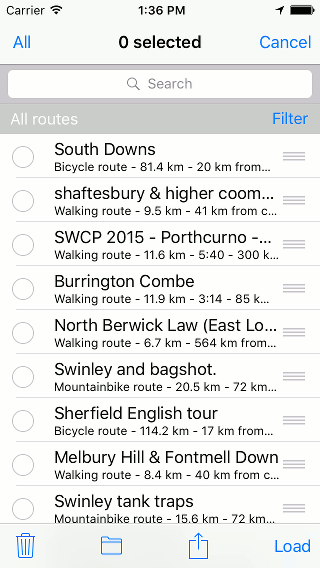 Carrier 1:36 PM
All 0 selected Cancel
Search
All routes Filter
South Downs
Bicycle route - 81.4 km - 20 km from...
shaftesbury & higher coom...
Walking route - 9.5 km - 41 km from c...
SWCP 2015 - Porthcurno -...
Walking route - 11.6 km - 5:40 - 300 k...
Burrington Combe
Walking route - 11.9 km - 3:14 - 85 k...
North Berwick Law (East Lo...
Walking route - 6.7 km - 564 km from...
Swinley and bagshot.
Mountainbike route - 20.5 km - 72 km...
Sherfield English tour
Bicycle route - 114.2 km - 17 km from...
Melbury Hill & Fontmell Down
Walking route - 8.4 km - 40 km from c...
Swinley tank traps
Mountainbike route - 15.6 km - 72 km...
Load